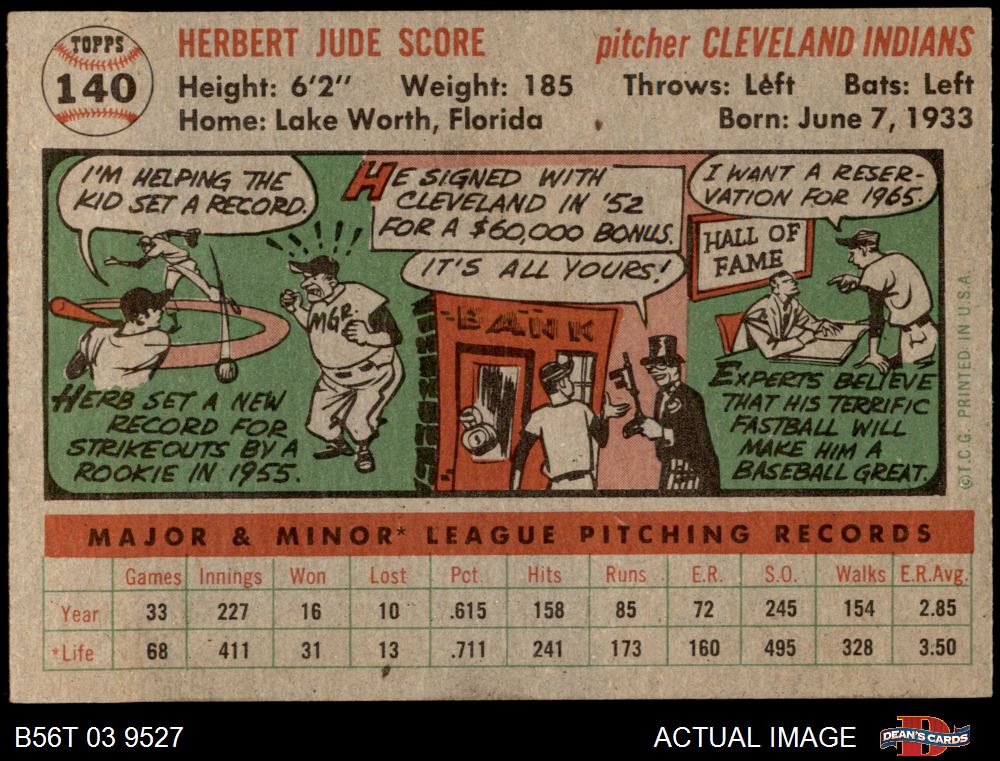 TOPPS
140
HERBERT JUDE SCORE
pitcher CLEVELAND INDIANS
Height: 6'2" Weight: 185 Throws: Left Bats: Left
Home: Lake Worth, Florida Born: June 7, 1933
I'M HELPING THE
KID SET A RECORD.
MGR
HERB SET A NEW
RECORD FOR
STRIKEOUTS BY A
ROOKIE IN 1955.
HE SIGNED WITH
CLEVELAND IN '52
FOR A $60,000 BONUS.
IT'S ALL YOURS!
BANK
I WANT A RESER-
VATION FOR 1965.
HALL OF
FAME
EXPERTS BELIEVE
THAT HIS TERRIFIC
FASTBALL WILL
MAKE HIM A
BASEBALL GREAT.
©T.C.G. PRINTED IN U.S.A.
MAJOR & MINOR* LEAGUE PITCHING RECORDS
Games Innings Won Lost Pct. Hits Runs E.R. S.O. Walks E.R.Avg.
Year 33 227 16 10 .615 158 85 72 245 154 2.85
*Life 68 411 31 13 .711 241 173 160 495 328 3.50
B56T 03 9527
ACTUAL IMAGE
DEAN'S CARDS